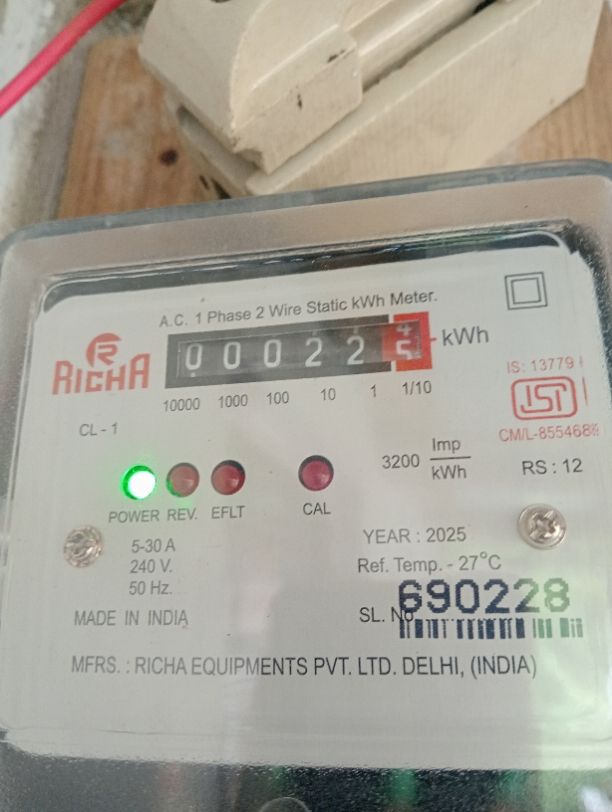 A.C. 1 Phase 2 Wire Static kWh Meter.
RICHA
0 0 0 2 2 5 kWh
10000 1000 100 10 1 1/10
IS: 13779
ISI
CM/L-855468
CL - 1
3200 Imp/kWh
RS : 12
POWER REV. EFLT CAL
5-30 A
240 V.
50 Hz.
YEAR : 2025
Ref. Temp. - 27°C
MADE IN INDIA
SL. No
690228
MFRS. : RICHA EQUIPMENTS PVT. LTD. DELHI, (INDIA)